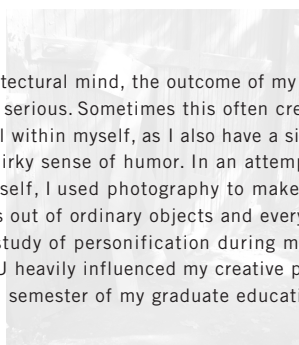 tectural mind, the outcome of my
serious. Sometimes this often cre
l within myself, as I also have a si
irky sense of humor. In an attemp
self, I used photography to make
s out of ordinary objects and every
study of personification during m
U heavily influenced my creative p
semester of my graduate educati